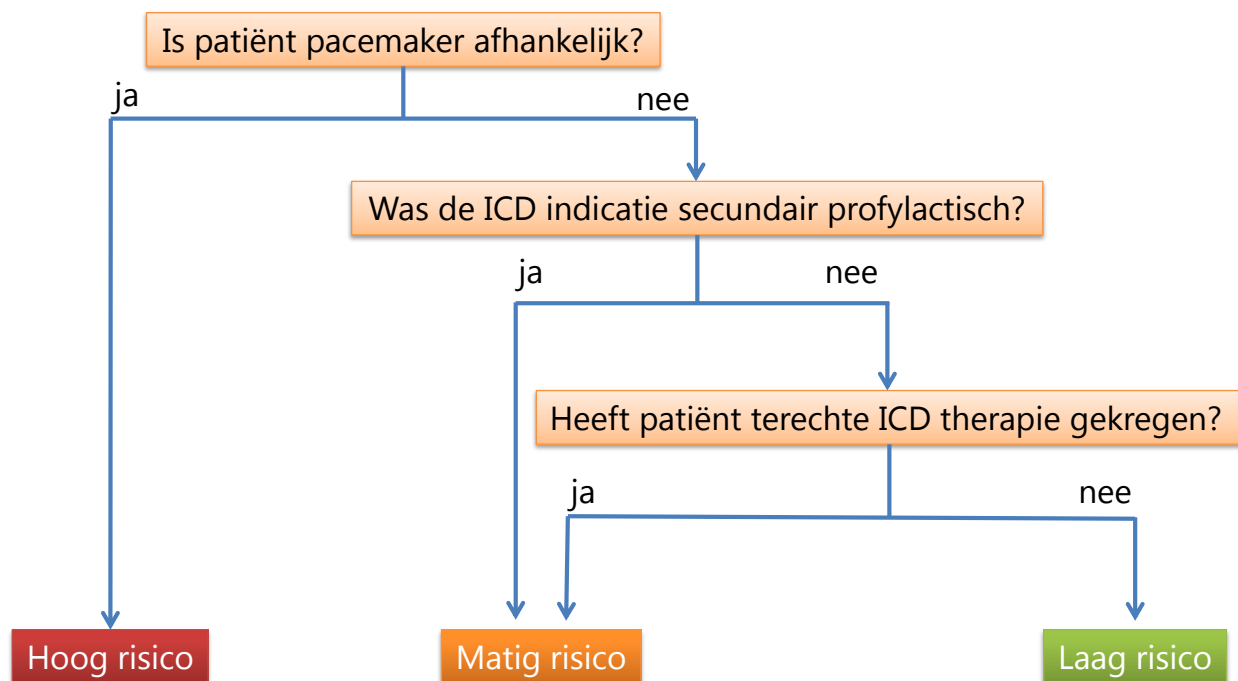 Is patiënt pacemaker afhankelijk?
ja
nee
Was de ICD indicatie secundair profylactisch?
ja
nee
Heeft patiënt terechte ICD therapie gekregen?
ja
nee
Hoog risico
Matig risico
Laag risico